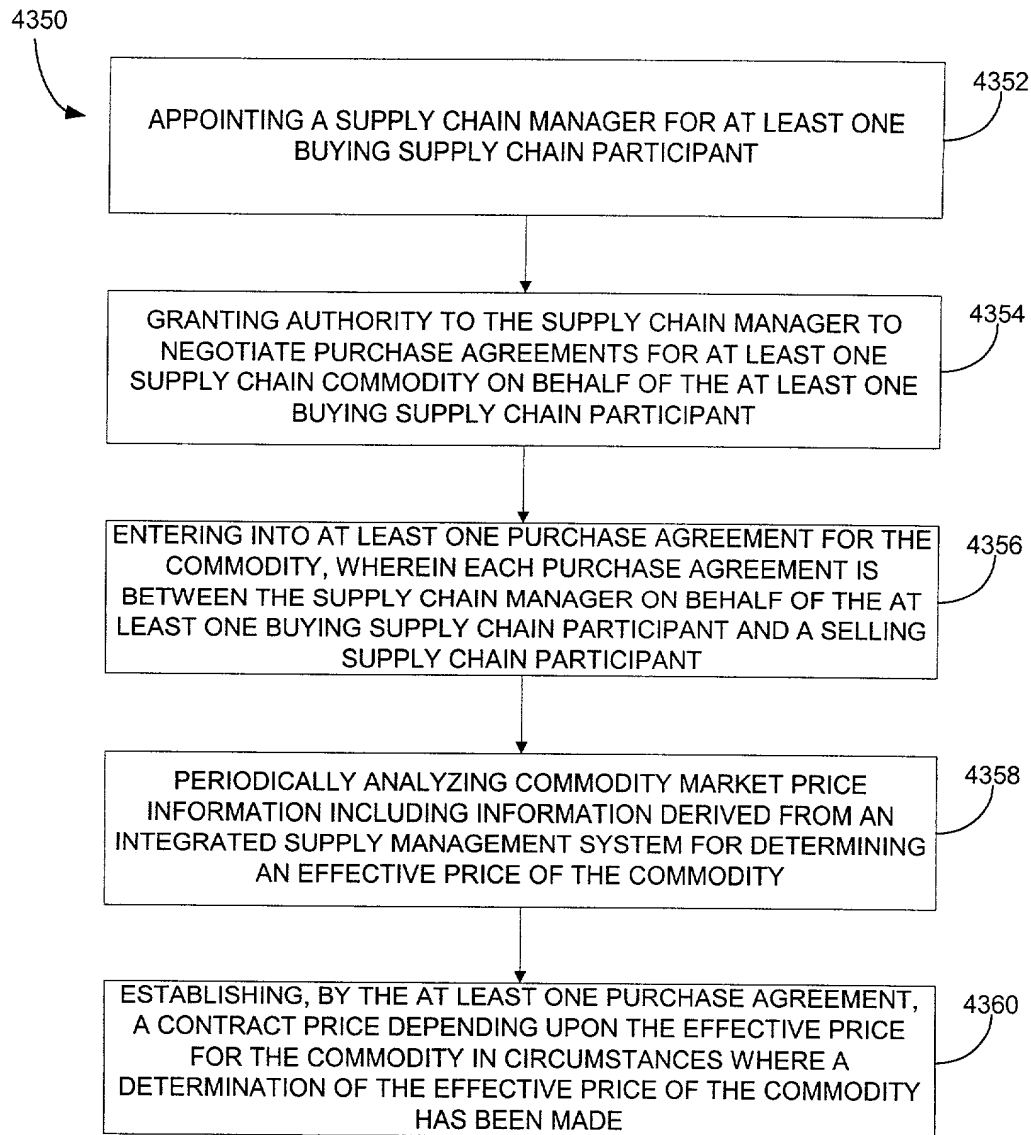 4350
4352
APPOINTING A SUPPLY CHAIN MANAGER FOR AT LEAST ONE
BUYING SUPPLY CHAIN PARTICIPANT
4354
GRANTING AUTHORITY TO THE SUPPLY CHAIN MANAGER TO
NEGOTIATE PURCHASE AGREEMENTS FOR AT LEAST ONE
SUPPLY CHAIN COMMODITY ON BEHALF OF THE AT LEAST ONE
BUYING SUPPLY CHAIN PARTICIPANT
4356
ENTERING INTO AT LEAST ONE PURCHASE AGREEMENT FOR THE
COMMODITY, WHEREIN EACH PURCHASE AGREEMENT IS
BETWEEN THE SUPPLY CHAIN MANAGER ON BEHALF OF THE AT
LEAST ONE BUYING SUPPLY CHAIN PARTICIPANT AND A SELLING
SUPPLY CHAIN PARTICIPANT
4358
PERIODICALLY ANALYZING COMMODITY MARKET PRICE
INFORMATION INCLUDING INFORMATION DERIVED FROM AN
INTEGRATED SUPPLY MANAGEMENT SYSTEM FOR DETERMINING
AN EFFECTIVE PRICE OF THE COMMODITY
4360
ESTABLISHING, BY THE AT LEAST ONE PURCHASE AGREEMENT,
A CONTRACT PRICE DEPENDING UPON THE EFFECTIVE PRICE
FOR THE COMMODITY IN CIRCUMSTANCES WHERE A
DETERMINATION OF THE EFFECTIVE PRICE OF THE COMMODITY
HAS BEEN MADE